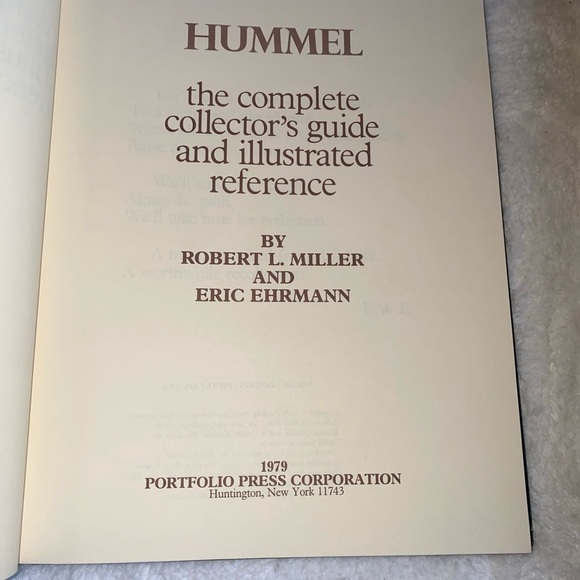 HUMMEL
the complete
collector's guide
and illustrated
reference
BY
ROBERT L. MILLER
AND
ERIC EHRMANN
1979
PORTFOLIO PRESS CORPORATION
Huntington, New York 11743